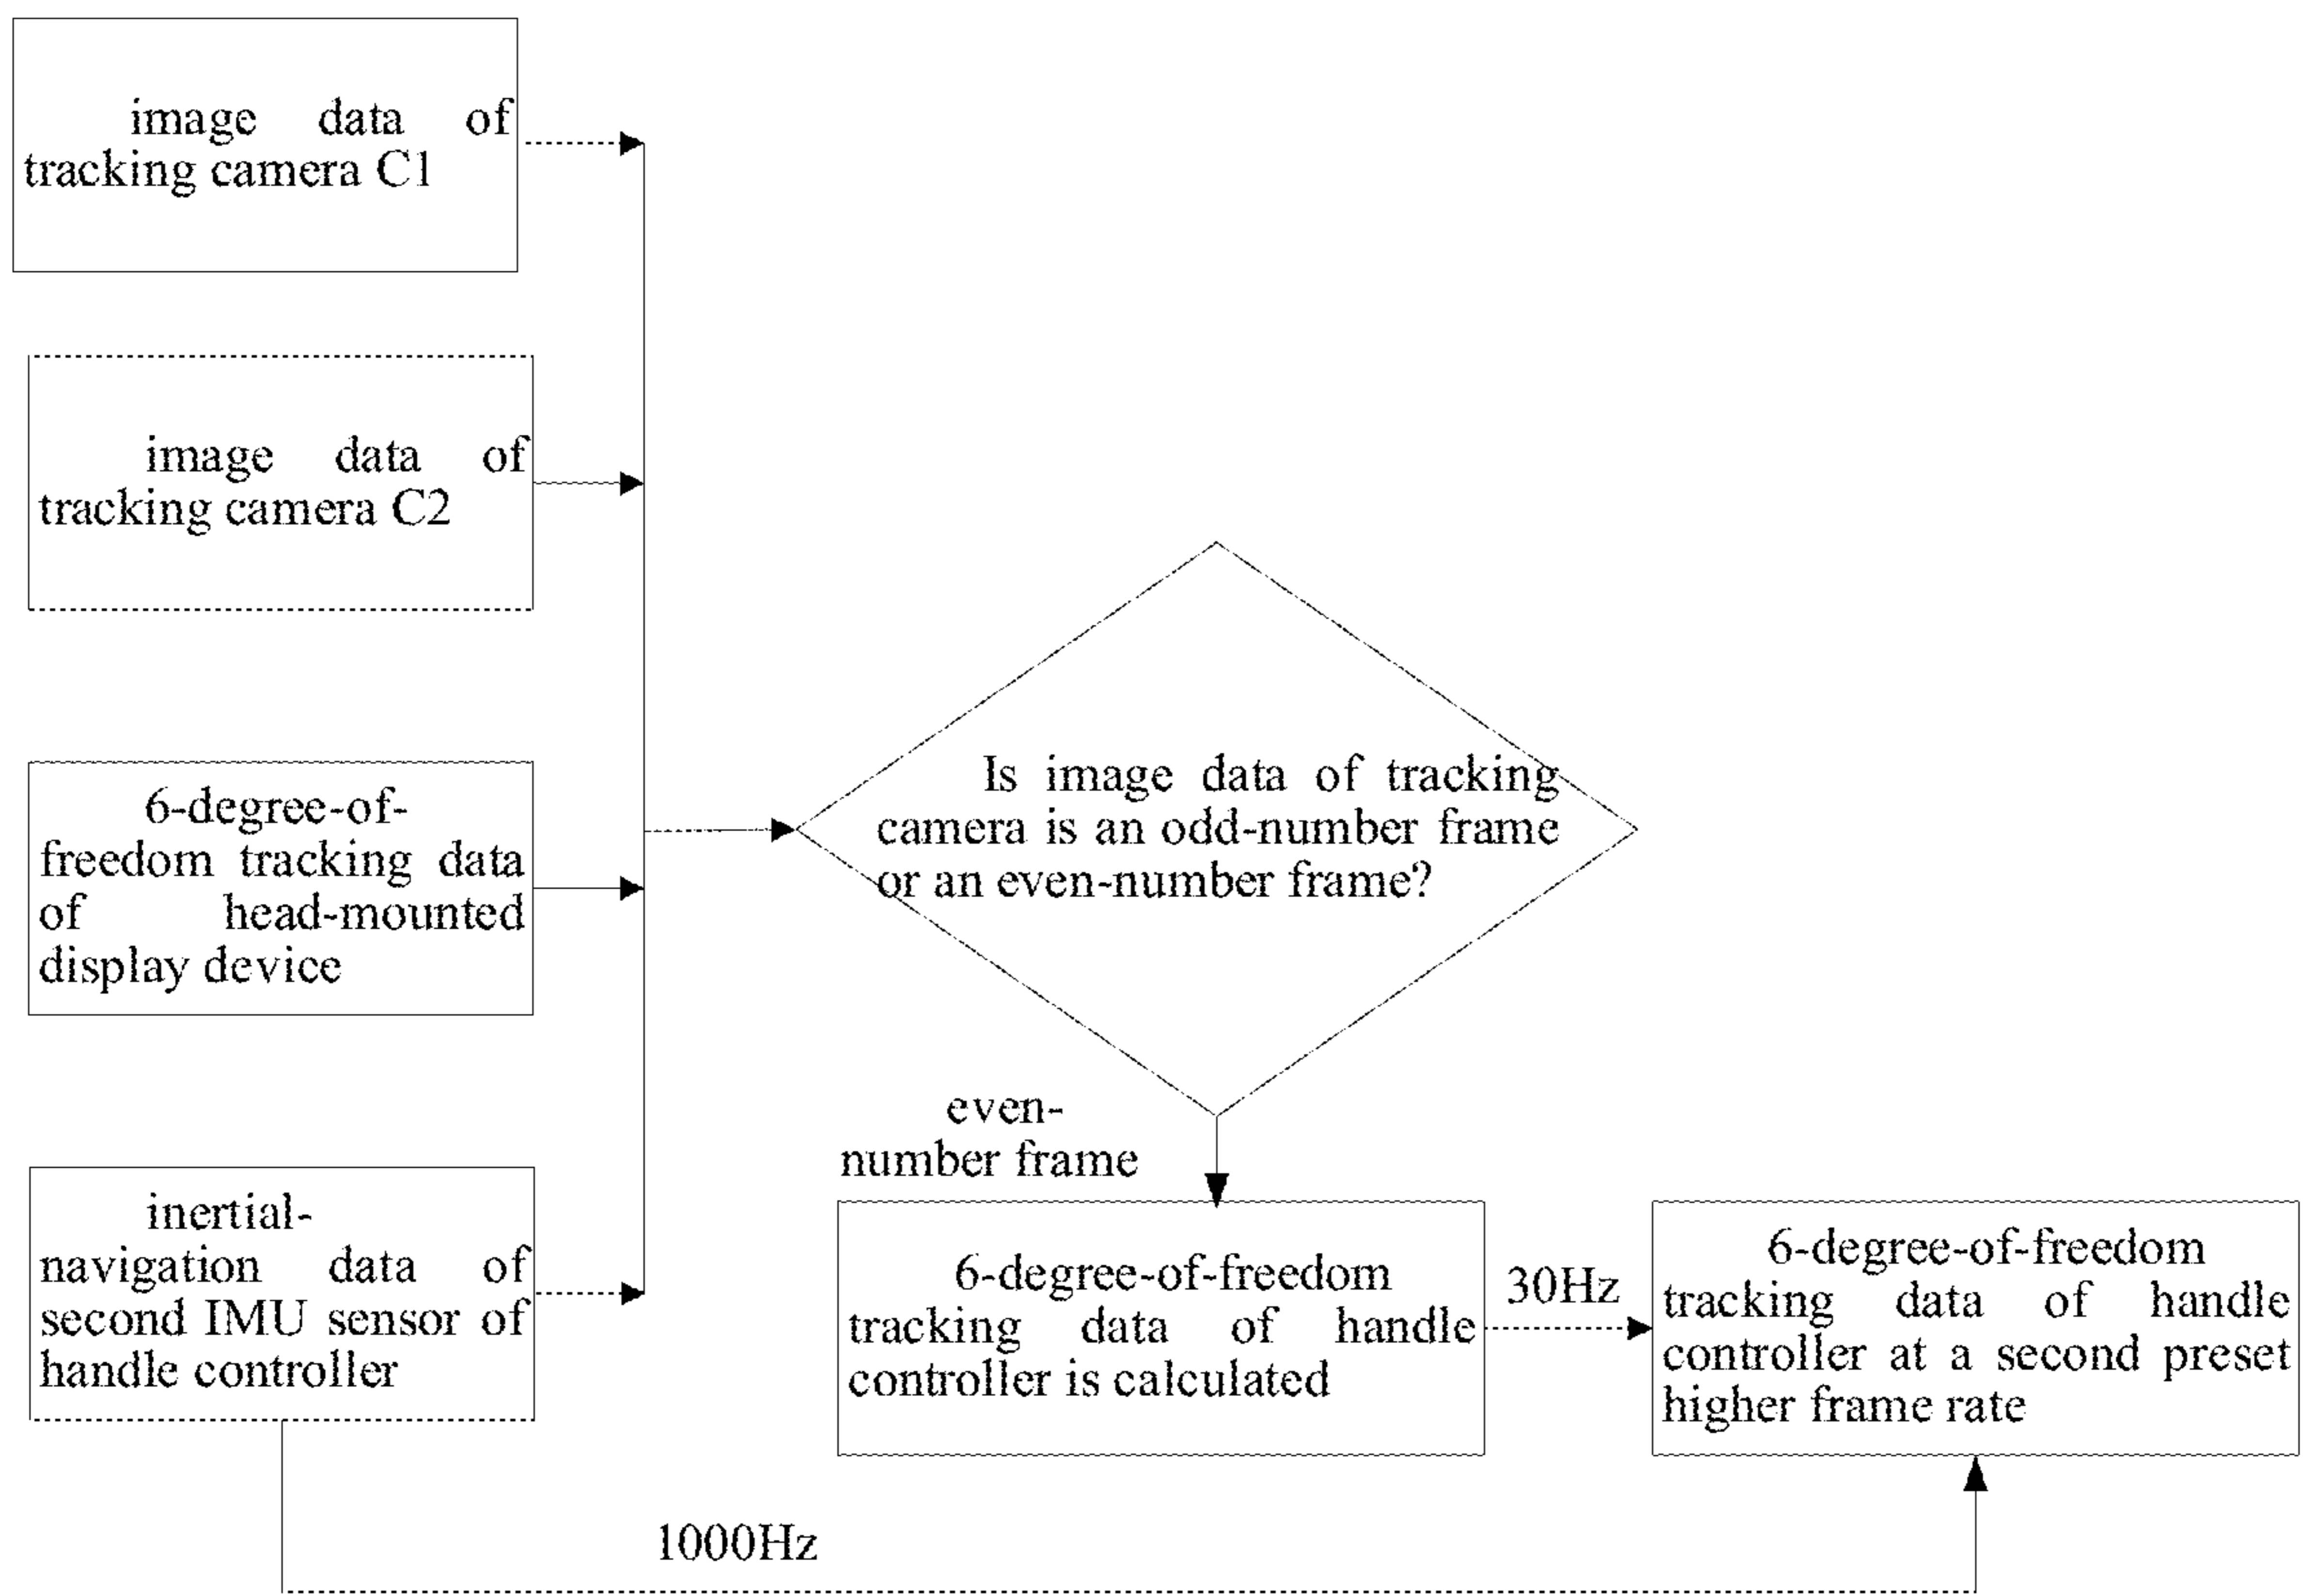 image data of
tracking camera C1
image data of
tracking camera C2
6-degree-of-
freedom tracking data
of head-mounted
display device
inertial-
navigation data of
second IMU sensor of
handle controller
Is image data of tracking
camera is an odd-number frame
or an even-number frame?
even-
number frame
6-degree-of-freedom
tracking data of handle
controller is calculated
30Hz
6-degree-of-freedom
tracking data of handle
controller at a second preset
higher frame rate
1000Hz